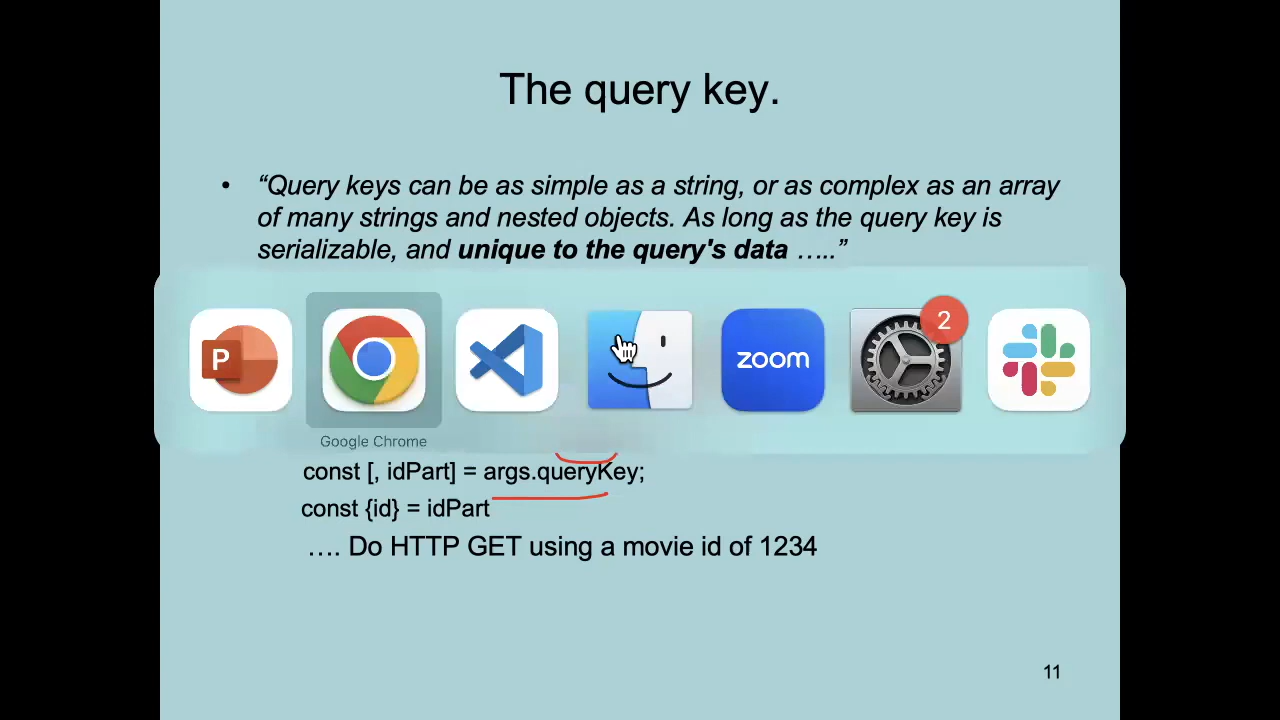 The query key.
• “Query keys can be as simple as a string, or as complex as an array
of many strings and nested objects. As long as the query key is
serializable, and unique to the query's data …..”
P
zoom
2
Google Chrome
const [, idPart] = args.queryKey;
const {id} = idPart
…. Do HTTP GET using a movie id of 1234
11